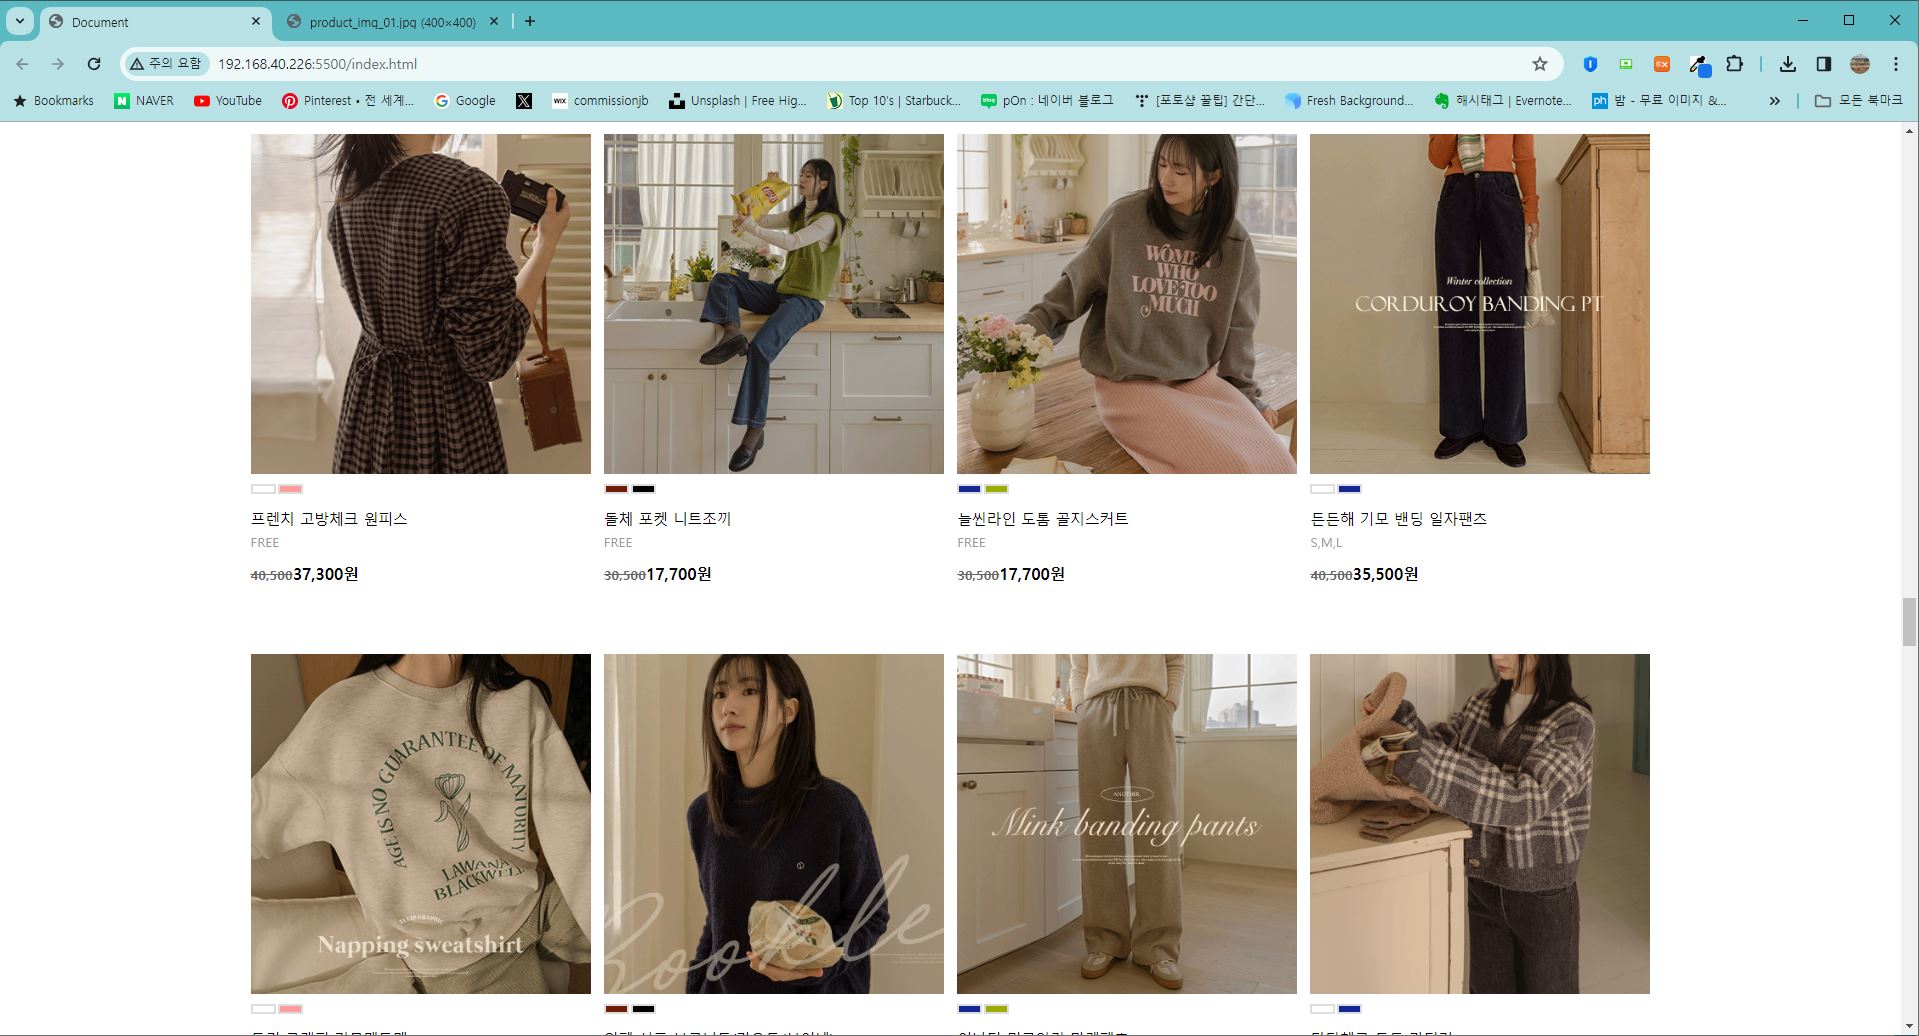 Document
product_img_01.jpg (400×400)
주의 요함
192.168.40.226:5500/index.html
Bookmarks
NAVER
YouTube
Pinterest • 전 세계...
Google
X
WIX
commissionjb
Unsplash | Free Hig...
Top 10's | Starbuck...
blog
pOn : 네이버 블로그
[포토샵 꿀팁] 간단...
Fresh Background...
해시태그 | Evernote...
ph
밤 - 무료 이미지 &...
모든 북마크
WOMEN
WHO
LOVE TOO
MUCH
Winter collection
CORDUROY BANDING PT
프렌치 고방체크 원피스
FREE
40,50037,300원
돌체 포켓 니트조끼
FREE
30,50017,700원
늘씬라인 도톰 골지스커트
FREE
30,50017,700원
든든해 기모 밴딩 일자팬츠
S,M,L
40,50035,500원
AGE IS NO GUARANTEE OF MATURITY
LAWANA
BLACKWELL
TULIP GRAPHIC
Napping sweatshirt
Bookle
ANOTHER
Mink banding pants